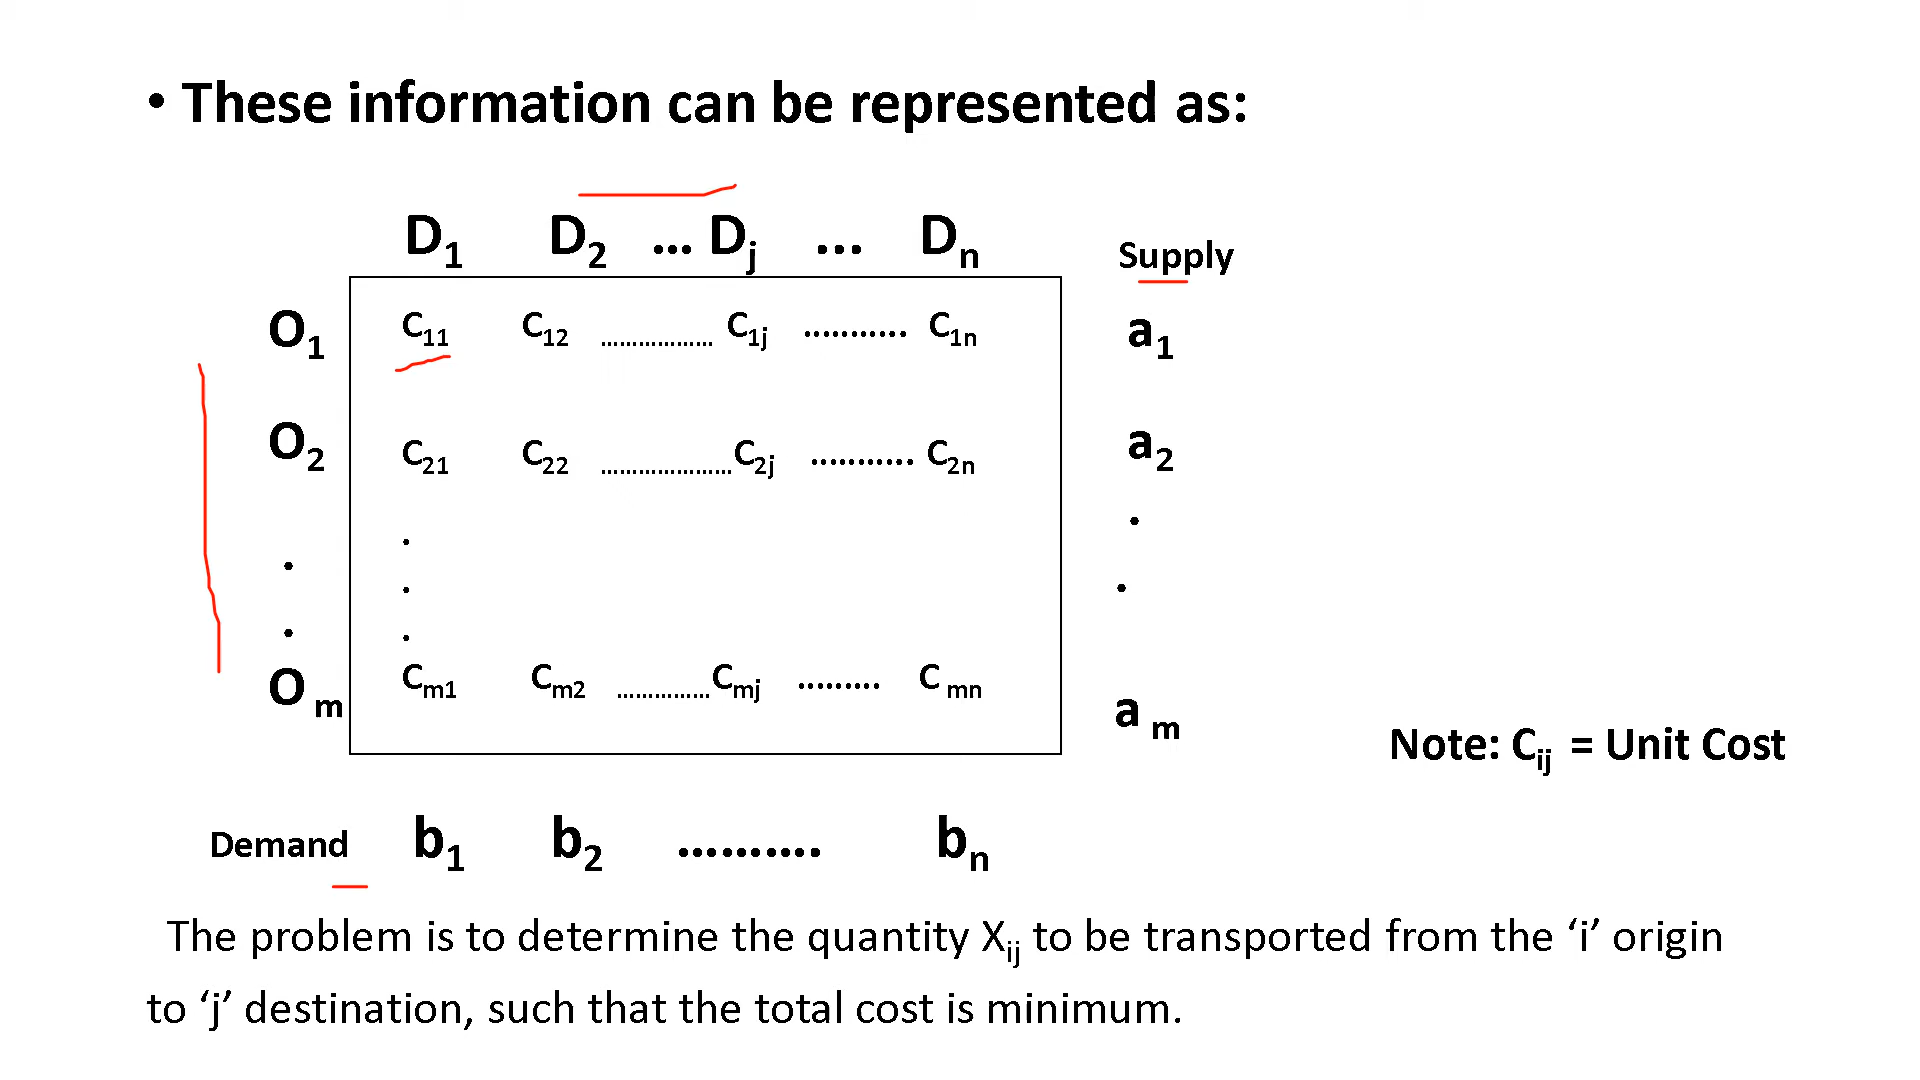 • These information can be represented as:
D1 D2 ... Dj ... Dn Supply
O1 C11 C12 .................. C1j ........... C1n a1
O2 C21 C22 .....................C2j ........... C2n a2
. . .
. . .
.
O m Cm1 Cm2 ...............Cmj ......... C mn a m
Note: Cij = Unit Cost
Demand b1 b2 .......... bn
The problem is to determine the quantity Xij to be transported from the ‘i’ origin
to ‘j’ destination, such that the total cost is minimum.